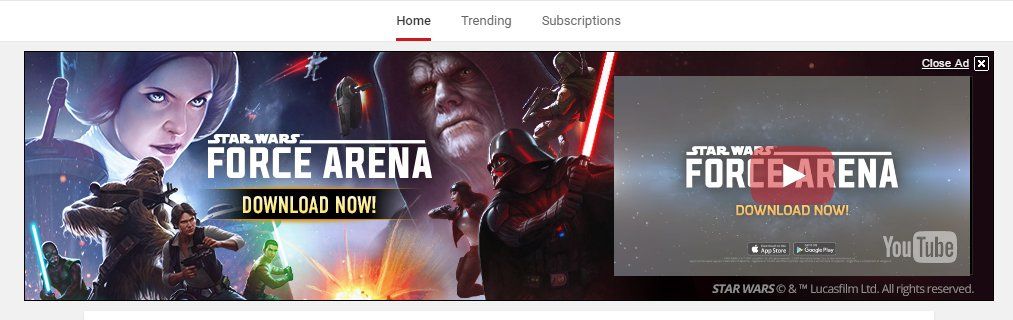 Home Trending Subscriptions
Close Ad
STAR WARS
FORCE ARENA
DOWNLOAD NOW!
STAR WARS
FORCE ARENA
DOWNLOAD NOW!
App Store Google Play
YouTube
STAR WARS © & ™ Lucasfilm Ltd. All rights reserved.